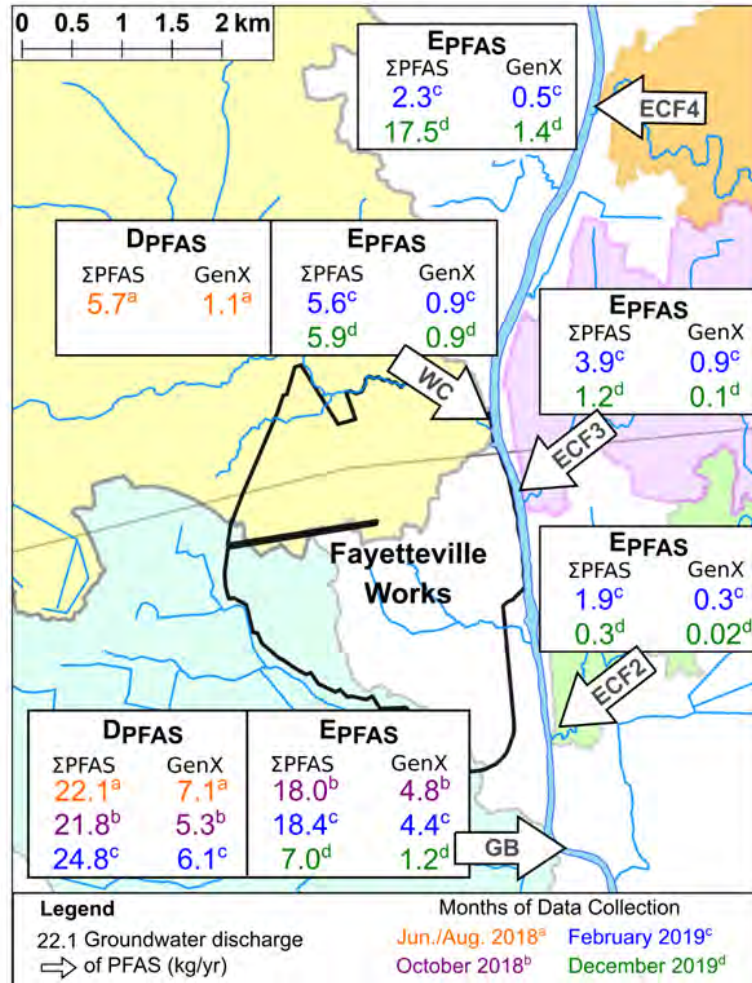 0 0.5 1 1.5 2 km
EPFAS
ΣPFAS GenX
2.3ᶜ 0.5ᶜ
17.5ᵈ 1.4ᵈ
ECF4
DPFAS
ΣPFAS GenX
5.7ᵃ 1.1ᵃ
EPFAS
ΣPFAS GenX
5.6ᶜ 0.9ᶜ
5.9ᵈ 0.9ᵈ
WC
EPFAS
ΣPFAS GenX
3.9ᶜ 0.9ᶜ
1.2ᵈ 0.1ᵈ
ECF3
Fayetteville
Works
EPFAS
ΣPFAS GenX
1.9ᶜ 0.3ᶜ
0.3ᵈ 0.02ᵈ
ECF2
DPFAS
ΣPFAS GenX
22.1ᵃ 7.1ᵃ
21.8ᵇ 5.3ᵇ
24.8ᶜ 6.1ᶜ
EPFAS
ΣPFAS GenX
18.0ᵇ 4.8ᵇ
18.4ᶜ 4.4ᶜ
7.0ᵈ 1.2ᵈ
GB
Legend
22.1 Groundwater discharge
of PFAS (kg/yr)
Months of Data Collection
Jun./Aug. 2018ᵃ February 2019ᶜ
October 2018ᵇ December 2019ᵈ